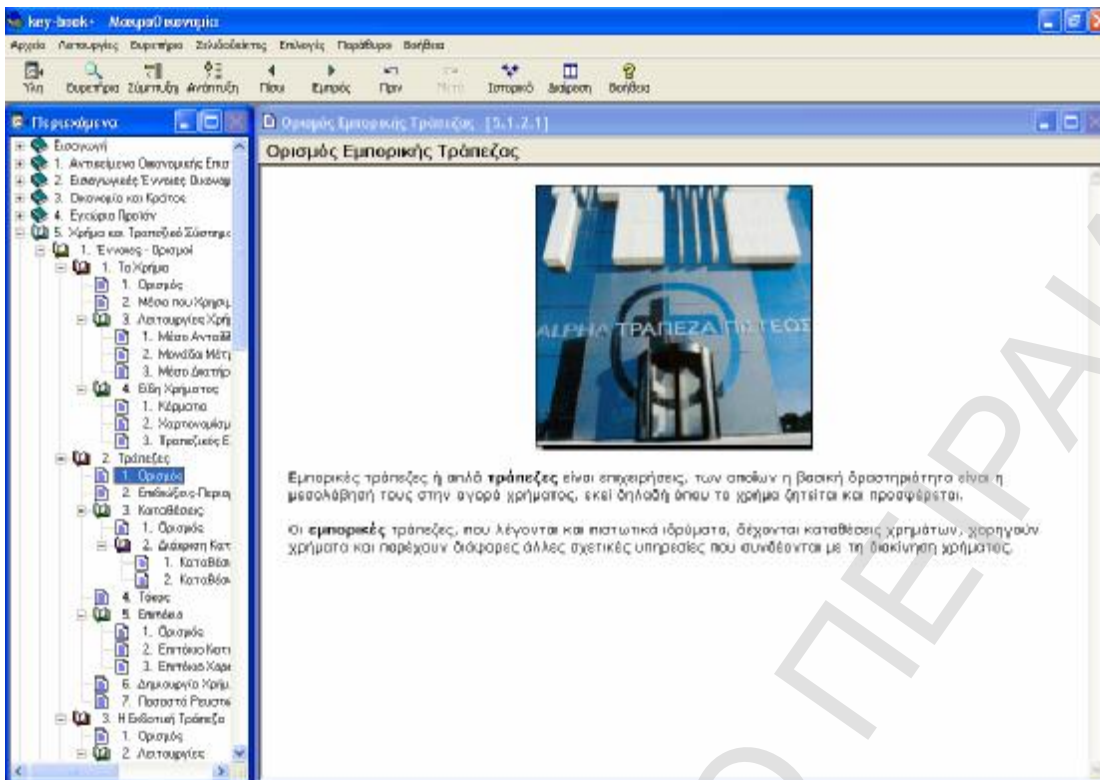 key-book+ Μακροοικονομία
Αρχείο Λειτουργίες Ευρετήριο Σελιδοδείκτες Επιλογές Παράθυρο Βοήθεια
Ύλη Ευρετήριο Σύμπτυξη Ανάπτυξη Πίσω Εμπρός Πριν Μετά Ιστορικό Διαίρεση Βοήθεια
Περιεχόμενα
Εισαγωγή
1. Αντικείμενο Οικονομικής Επισ
2. Εισαγωγικές Έννοιες Οικονομ
3. Οικονομία και Κράτος
4. Εγχώριο Προϊόν
5. Χρήμα και Τραπεζικό Σύστημα
1. Έννοιες - Ορισμοί
1. Το Χρήμα
1. Ορισμός
2. Μέσα που Χρησιμ
3. Λειτουργίες Χρή
1. Μέσο Ανταλλ
2. Μονάδα Μέτρ
3. Μέσο Διατήρ
4. Είδη Χρήματος
1. Κέρματα
2. Χαρτονομίσμ
3. Τραπεζικές Ε
2. Τράπεζες
1. Ορισμός
2. Επιδιώξεις-Περιορ
3. Καταθέσεις
1. Ορισμός
2. Διάκριση Κατ
1. Καταθέσ
2. Καταθέσ
4. Τόκος
5. Επιτόκιο
1. Ορισμός
2. Επιτόκιο Κατ
3. Επιτόκιο Χορ
6. Δημιουργία Χρήμ
7. Ποσοστό Ρευστ
3. Η Εκδοτική Τράπεζα
1. Ορισμός
2. Λειτουργίες
Ορισμός Εμπορικής Τράπεζας [5.1.2.1]
Ορισμός Εμπορικής Τράπεζας
ALPHA ΤΡΑΠΕΖΑ ΠΙΣΤΕΩΣ
Εμπορικές τράπεζες ή απλά τράπεζες είναι επιχειρήσεις, των οποίων η βασική δραστηριότητα είναι η
μεσολάβησή τους στην αγορά χρήματος, εκεί δηλαδή όπου το χρήμα ζητείται και προσφέρεται.
Οι εμπορικές τράπεζες, που λέγονται και πιστωτικά ιδρύματα, δέχονται καταθέσεις χρημάτων, χορηγούν
χρήματα και παρέχουν διάφορες άλλες σχετικές υπηρεσίες που συνδέονται με τη διακίνηση χρήματος.
Ο ΠΕΙΡΑ